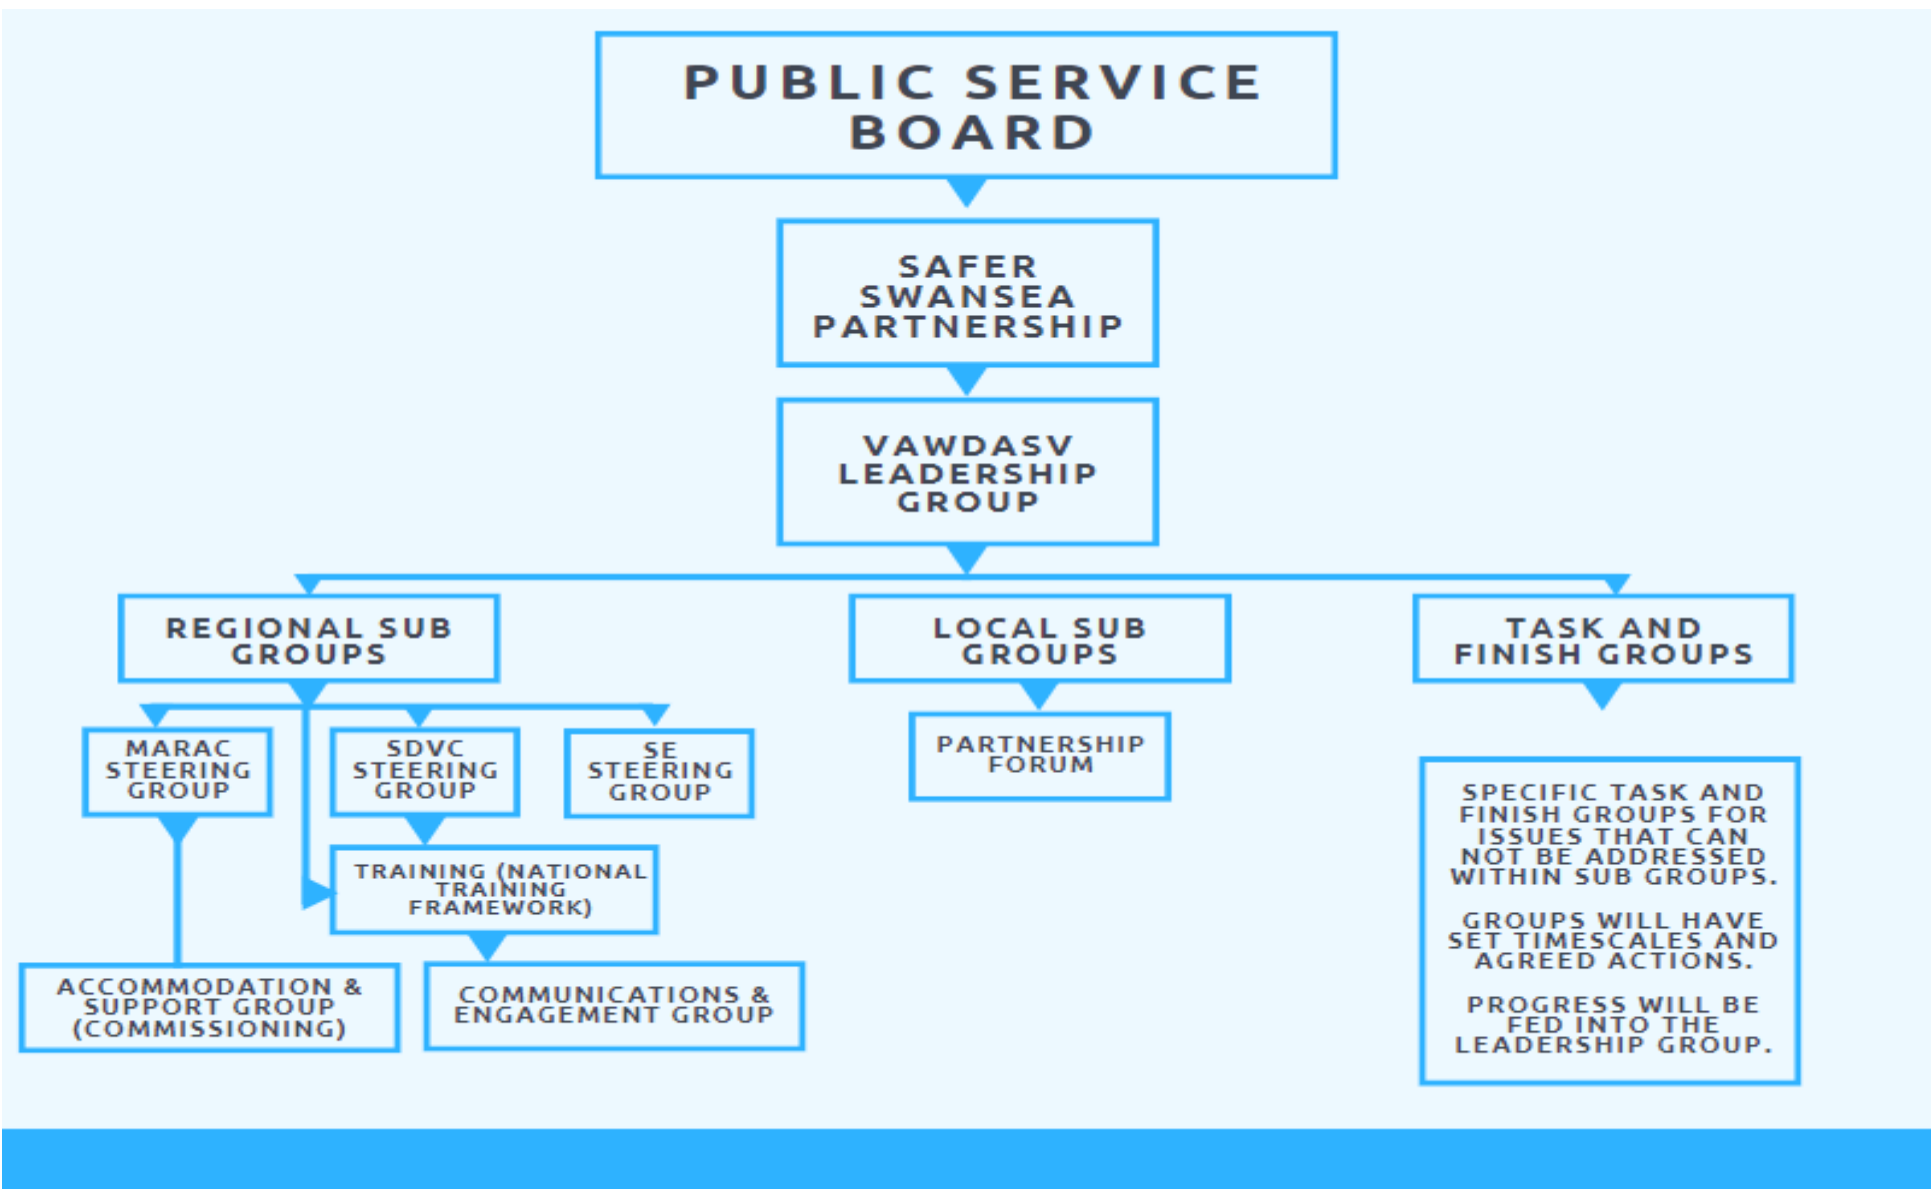 PUBLIC SERVICE
BOARD
SAFER
SWANSEA
PARTNERSHIP
VAWDASV
LEADERSHIP
GROUP
REGIONAL SUB
GROUPS
LOCAL SUB
GROUPS
TASK AND
FINISH GROUPS
MARAC
STEERING
GROUP
SDVC
STEERING
GROUP
SE
STEERING
GROUP
PARTNERSHIP
FORUM
TRAINING (NATIONAL
TRAINING
FRAMEWORK)
ACCOMMODATION &
SUPPORT GROUP
(COMMISSIONING)
COMMUNICATIONS &
ENGAGEMENT GROUP
SPECIFIC TASK AND
FINISH GROUPS FOR
ISSUES THAT CAN
NOT BE ADDRESSED
WITHIN SUB GROUPS.
GROUPS WILL HAVE
SET TIMESCALES AND
AGREED ACTIONS.
PROGRESS WILL BE
FED INTO THE
LEADERSHIP GROUP.